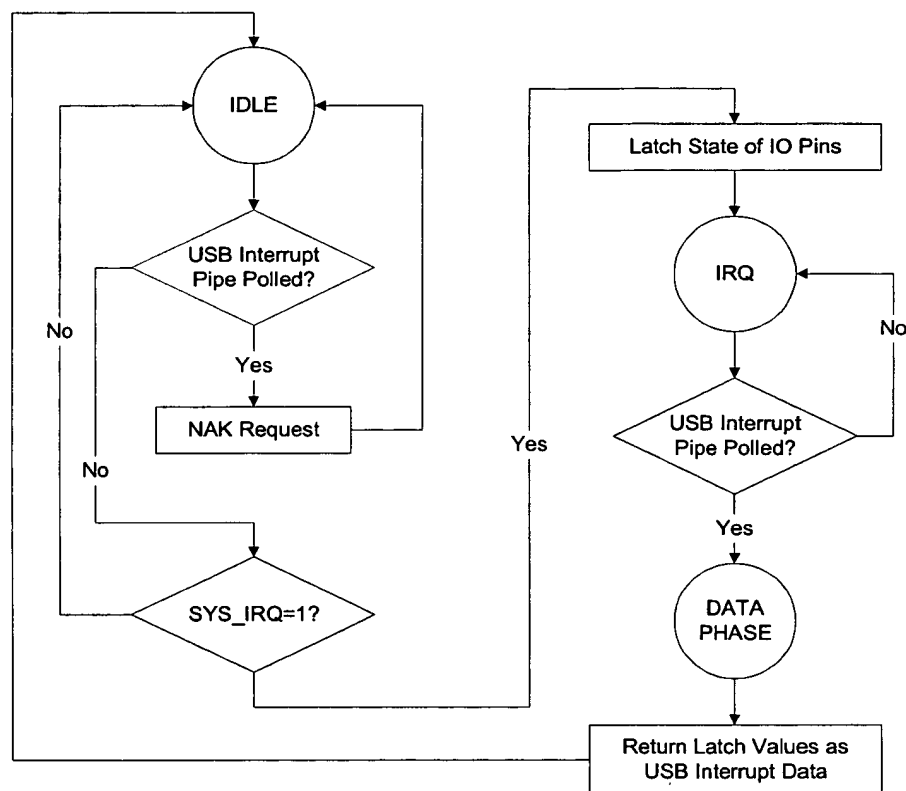 IDLE
USB Interrupt
Pipe Polled?
No
Yes
NAK Request
No
SYS_IRQ=1?
Yes
Latch State of IO Pins
IRQ
No
USB Interrupt
Pipe Polled?
Yes
DATA
PHASE
Return Latch Values as
USB Interrupt Data